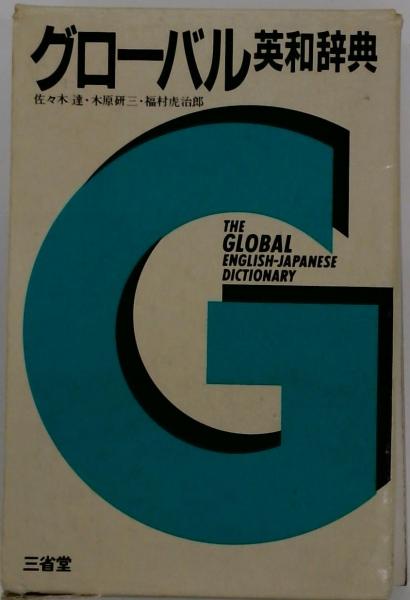 グローバル英和辞典
佐々木 達・木原研三・福村虎治郎
THE
GLOBAL
ENGLISH-JAPANESE
DICTIONARY
G
三省堂